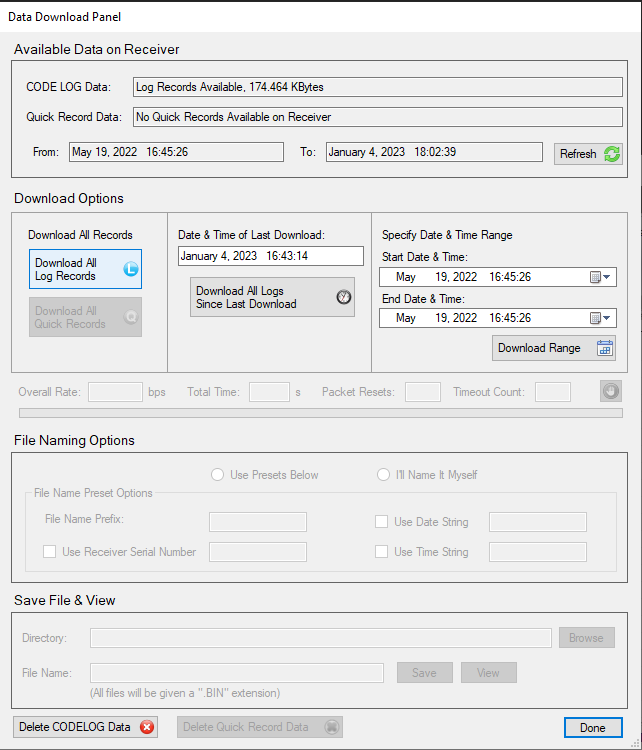 Data Download Panel
Available Data on Receiver
CODE LOG Data: Log Records Available, 174.464 KBytes
Quick Record Data: No Quick Records Available on Receiver
From: May 19, 2022 16:45:26 To: January 4, 2023 18:02:39 Refresh
Download Options
Download All Records
Download All
Log Records
L
Download All
Quick Records
Q
Date & Time of Last Download:
January 4, 2023 16:43:14
Download All Logs
Since Last Download
Specify Date & Time Range
Start Date & Time:
May 19, 2022 16:45:26
End Date & Time:
May 19, 2022 16:45:26
Download Range
Overall Rate: bps Total Time: s Packet Resets: Timeout Count:
File Naming Options
Use Presets Below I'll Name It Myself
File Name Preset Options
File Name Prefix: Use Date String
Use Receiver Serial Number Use Time String
Save File & View
Directory: Browse
File Name: Save View
(All files will be given a ".BIN" extension)
Delete CODELOG Data Delete Quick Record Data Done